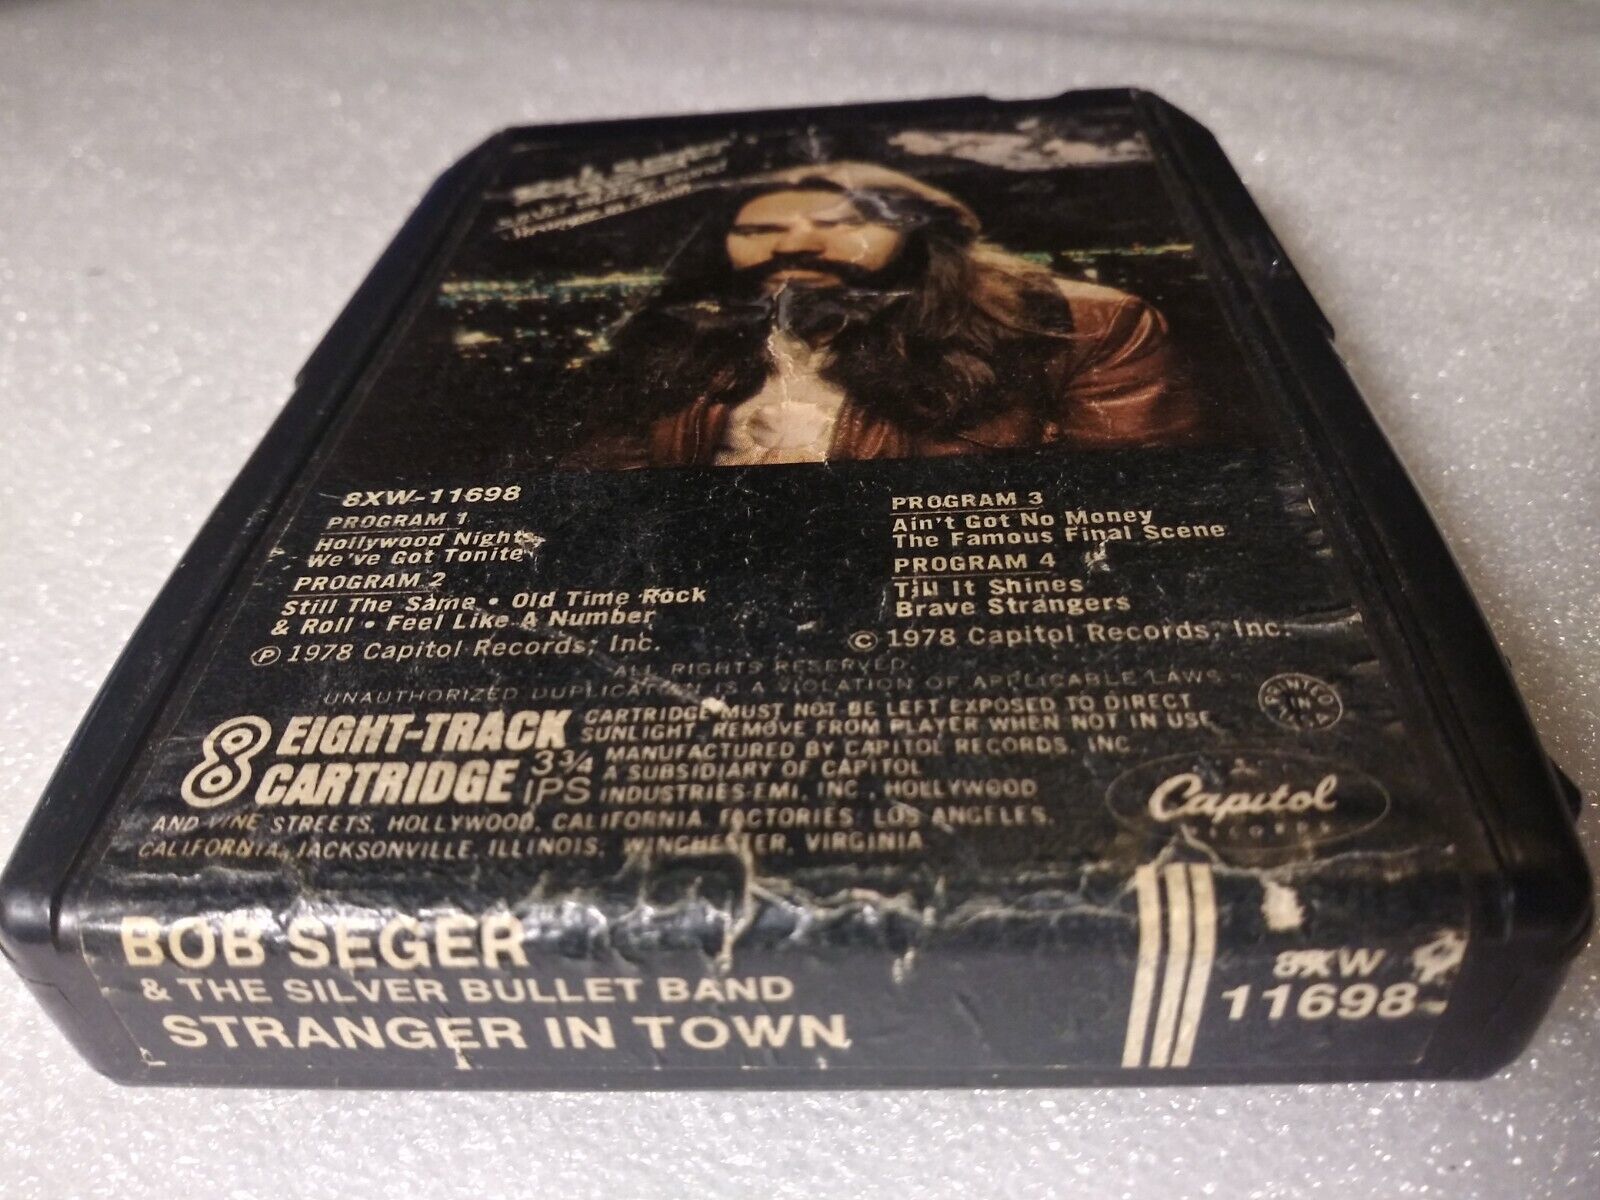 Bob Seger
8XW-11698
PROGRAM 1
Hollywood Nights
We've Got Tonite
PROGRAM 2
Still The Same • Old Time Rock
& Roll • Feel Like A Number
℗ 1978 Capitol Records, Inc.
PROGRAM 3
Ain't Got No Money
The Famous Final Scene
PROGRAM 4
Till It Shines
Brave Strangers
© 1978 Capitol Records, Inc.
ALL RIGHTS RESERVED.
UNAUTHORIZED DUPLICATION IS A VIOLATION OF APPLICABLE LAWS
PRINTED IN U.S.A.
8 EIGHT-TRACK
CARTRIDGE 3¾ IPS
CARTRIDGE MUST NOT BE LEFT EXPOSED TO DIRECT
SUNLIGHT. REMOVE FROM PLAYER WHEN NOT IN USE
MANUFACTURED BY CAPITOL RECORDS, INC.
A SUBSIDIARY OF CAPITOL
INDUSTRIES-EMI, INC., HOLLYWOOD
AND VINE STREETS, HOLLYWOOD, CALIFORNIA. FACTORIES: LOS ANGELES,
CALIFORNIA, JACKSONVILLE, ILLINOIS, WINCHESTER, VIRGINIA
Capitol
RECORDS
BOB SEGER
& THE SILVER BULLET BAND
STRANGER IN TOWN
8XW
11698